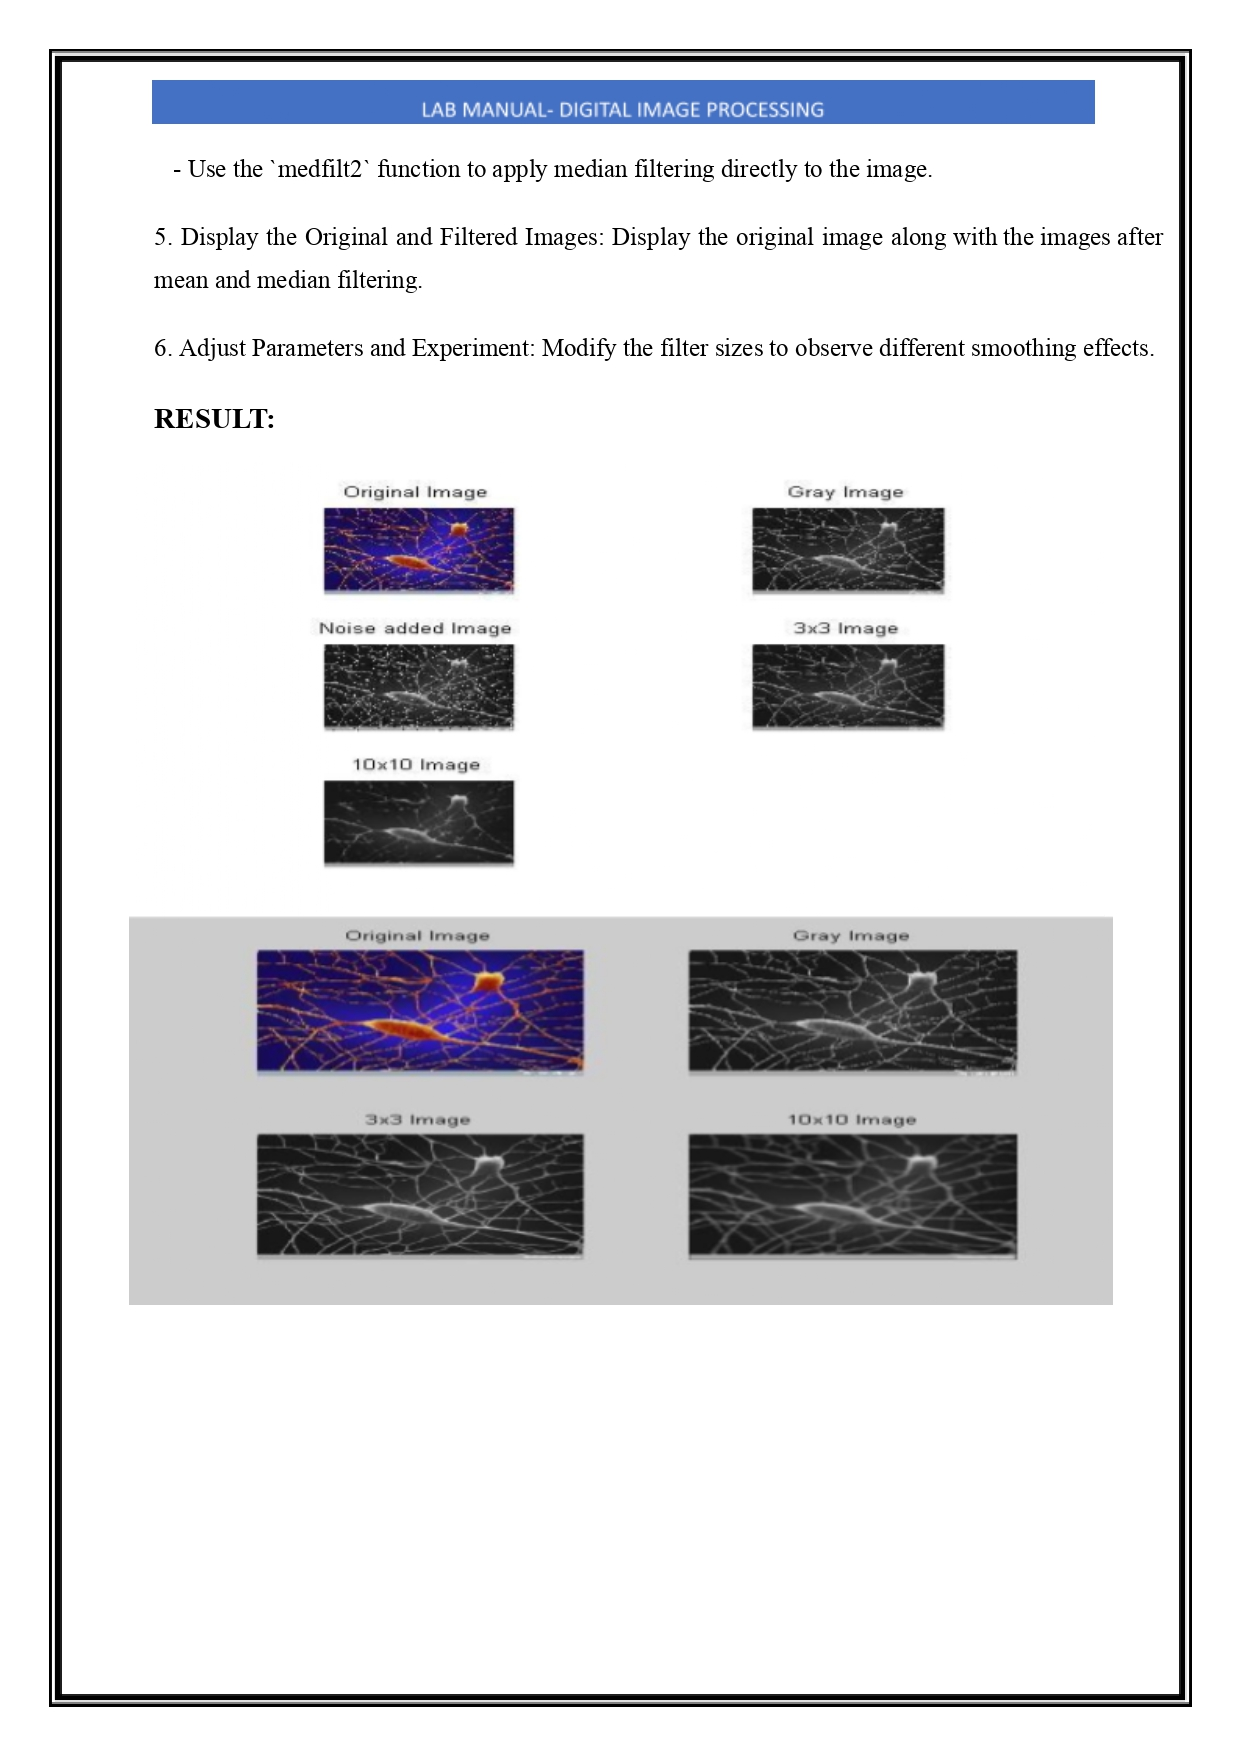 LAB MANUAL- DIGITAL IMAGE PROCESSING
- Use the `medfilt2` function to apply median filtering directly to the image.
5. Display the Original and Filtered Images: Display the original image along with the images after
mean and median filtering.
6. Adjust Parameters and Experiment: Modify the filter sizes to observe different smoothing effects.
RESULT:
Original Image
Gray Image
Noise added Image
3x3 Image
10x10 Image
Original Image
Gray Image
3x3 Image
10x10 Image